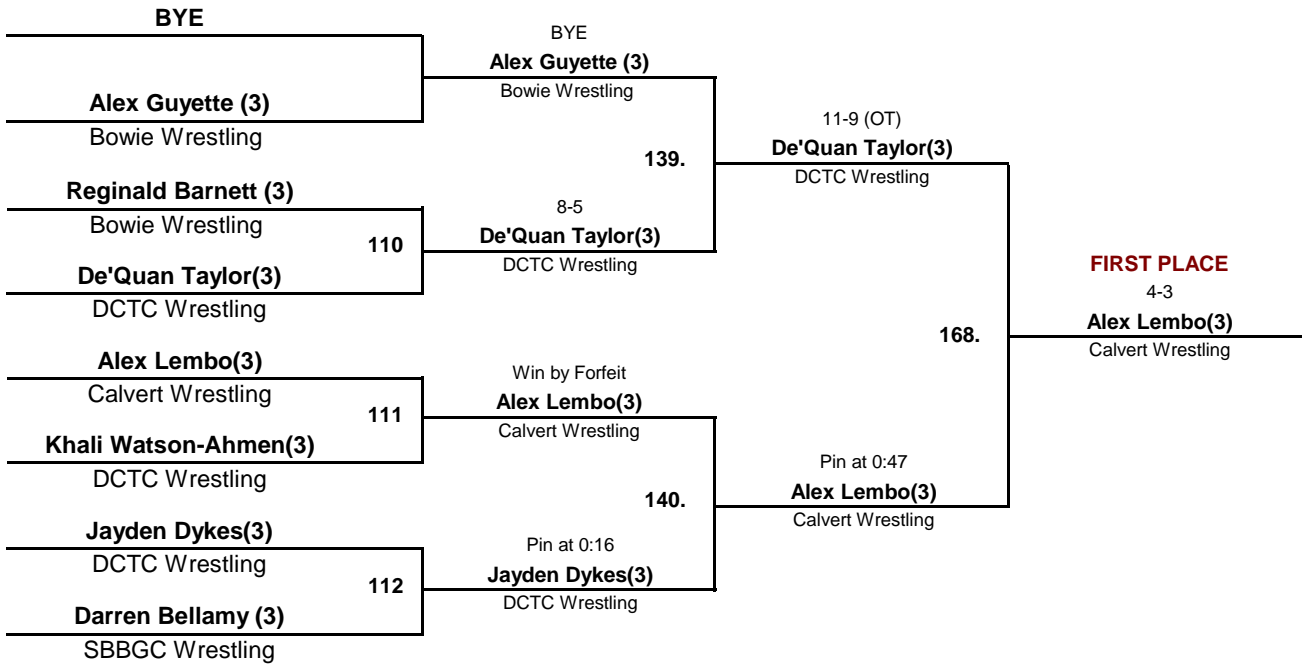 BYE
Alex Guyette (3)
Bowie Wrestling
Reginald Barnett (3)
Bowie Wrestling
110
De'Quan Taylor(3)
DCTC Wrestling
Alex Lembo(3)
Calvert Wrestling
111
Khali Watson-Ahmen(3)
DCTC Wrestling
Jayden Dykes(3)
DCTC Wrestling
112
Darren Bellamy (3)
SBBGC Wrestling
BYE
Alex Guyette (3)
Bowie Wrestling
139.
8-5
De'Quan Taylor(3)
DCTC Wrestling
Win by Forfeit
Alex Lembo(3)
Calvert Wrestling
140.
Pin at 0:16
Jayden Dykes(3)
DCTC Wrestling
11-9 (OT)
De'Quan Taylor(3)
DCTC Wrestling
168.
Pin at 0:47
Alex Lembo(3)
Calvert Wrestling
FIRST PLACE
4-3
Alex Lembo(3)
Calvert Wrestling